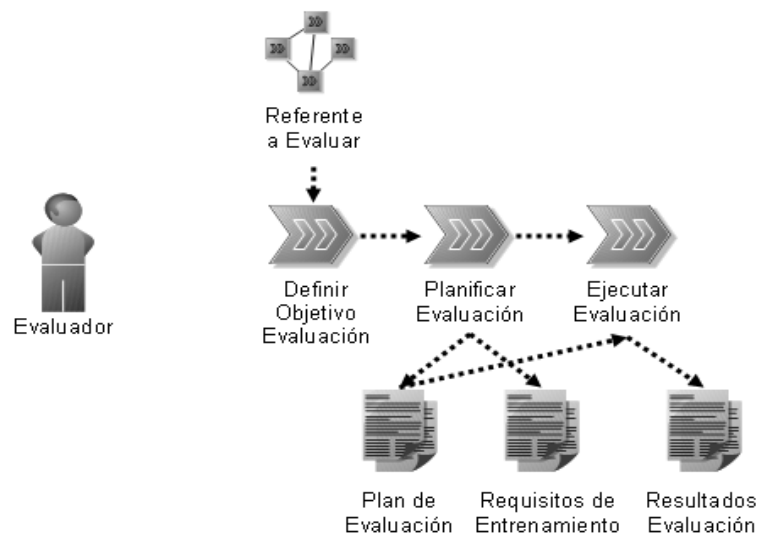 Referente
a Evaluar
Evaluador
Definir
Objetivo
Evaluación
Planificar
Evaluación
Ejecutar
Evaluación
Plan de
Evaluación
Requisitos de
Entrenamiento
Resultados
Evaluación